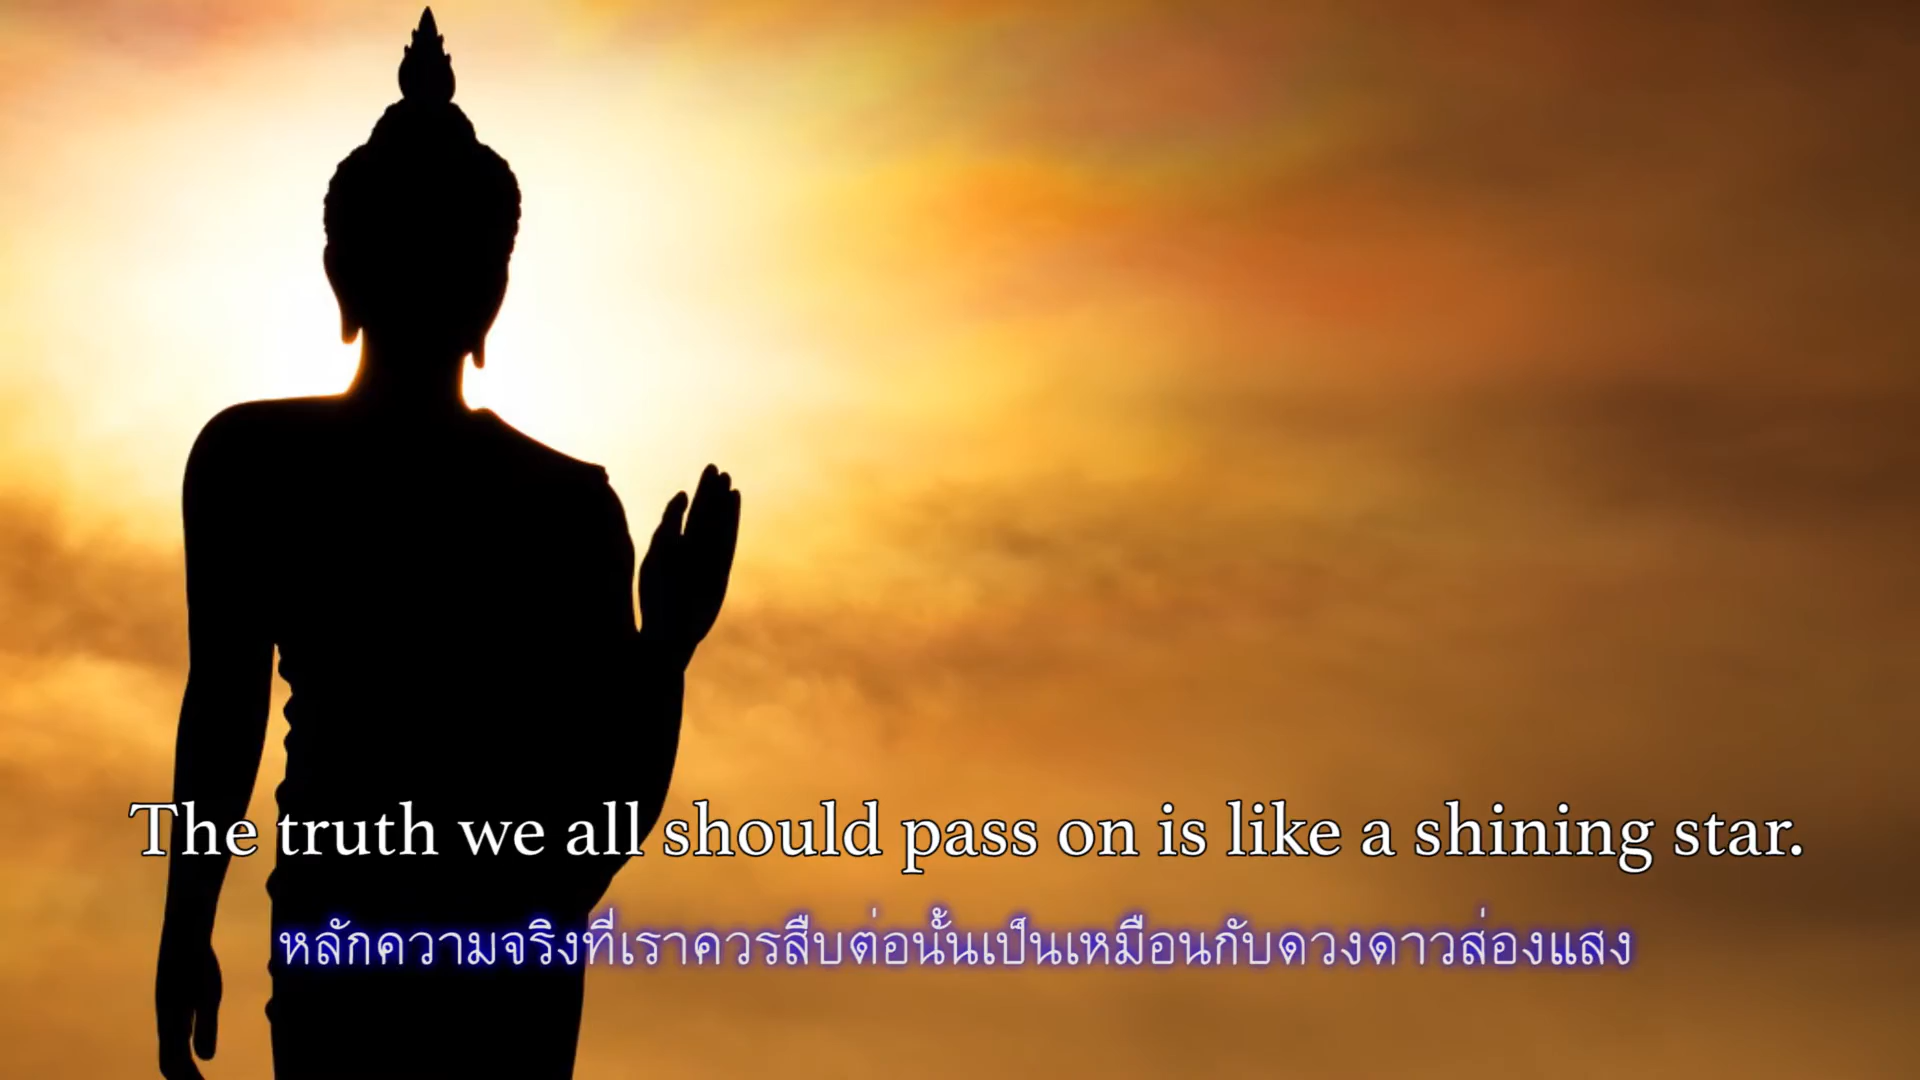 The truth we all should pass on is like a shining star.
หลักความจริงที่เราควรสืบต่อนั้นเป็นเหมือนกับดวงดาวส่องแสง